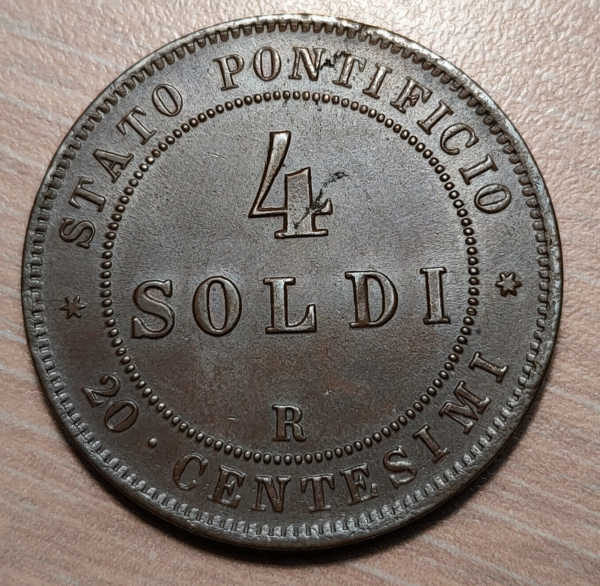 STATO PONTIFICIO
4
SOLDI
R
20 · CENTESIMI